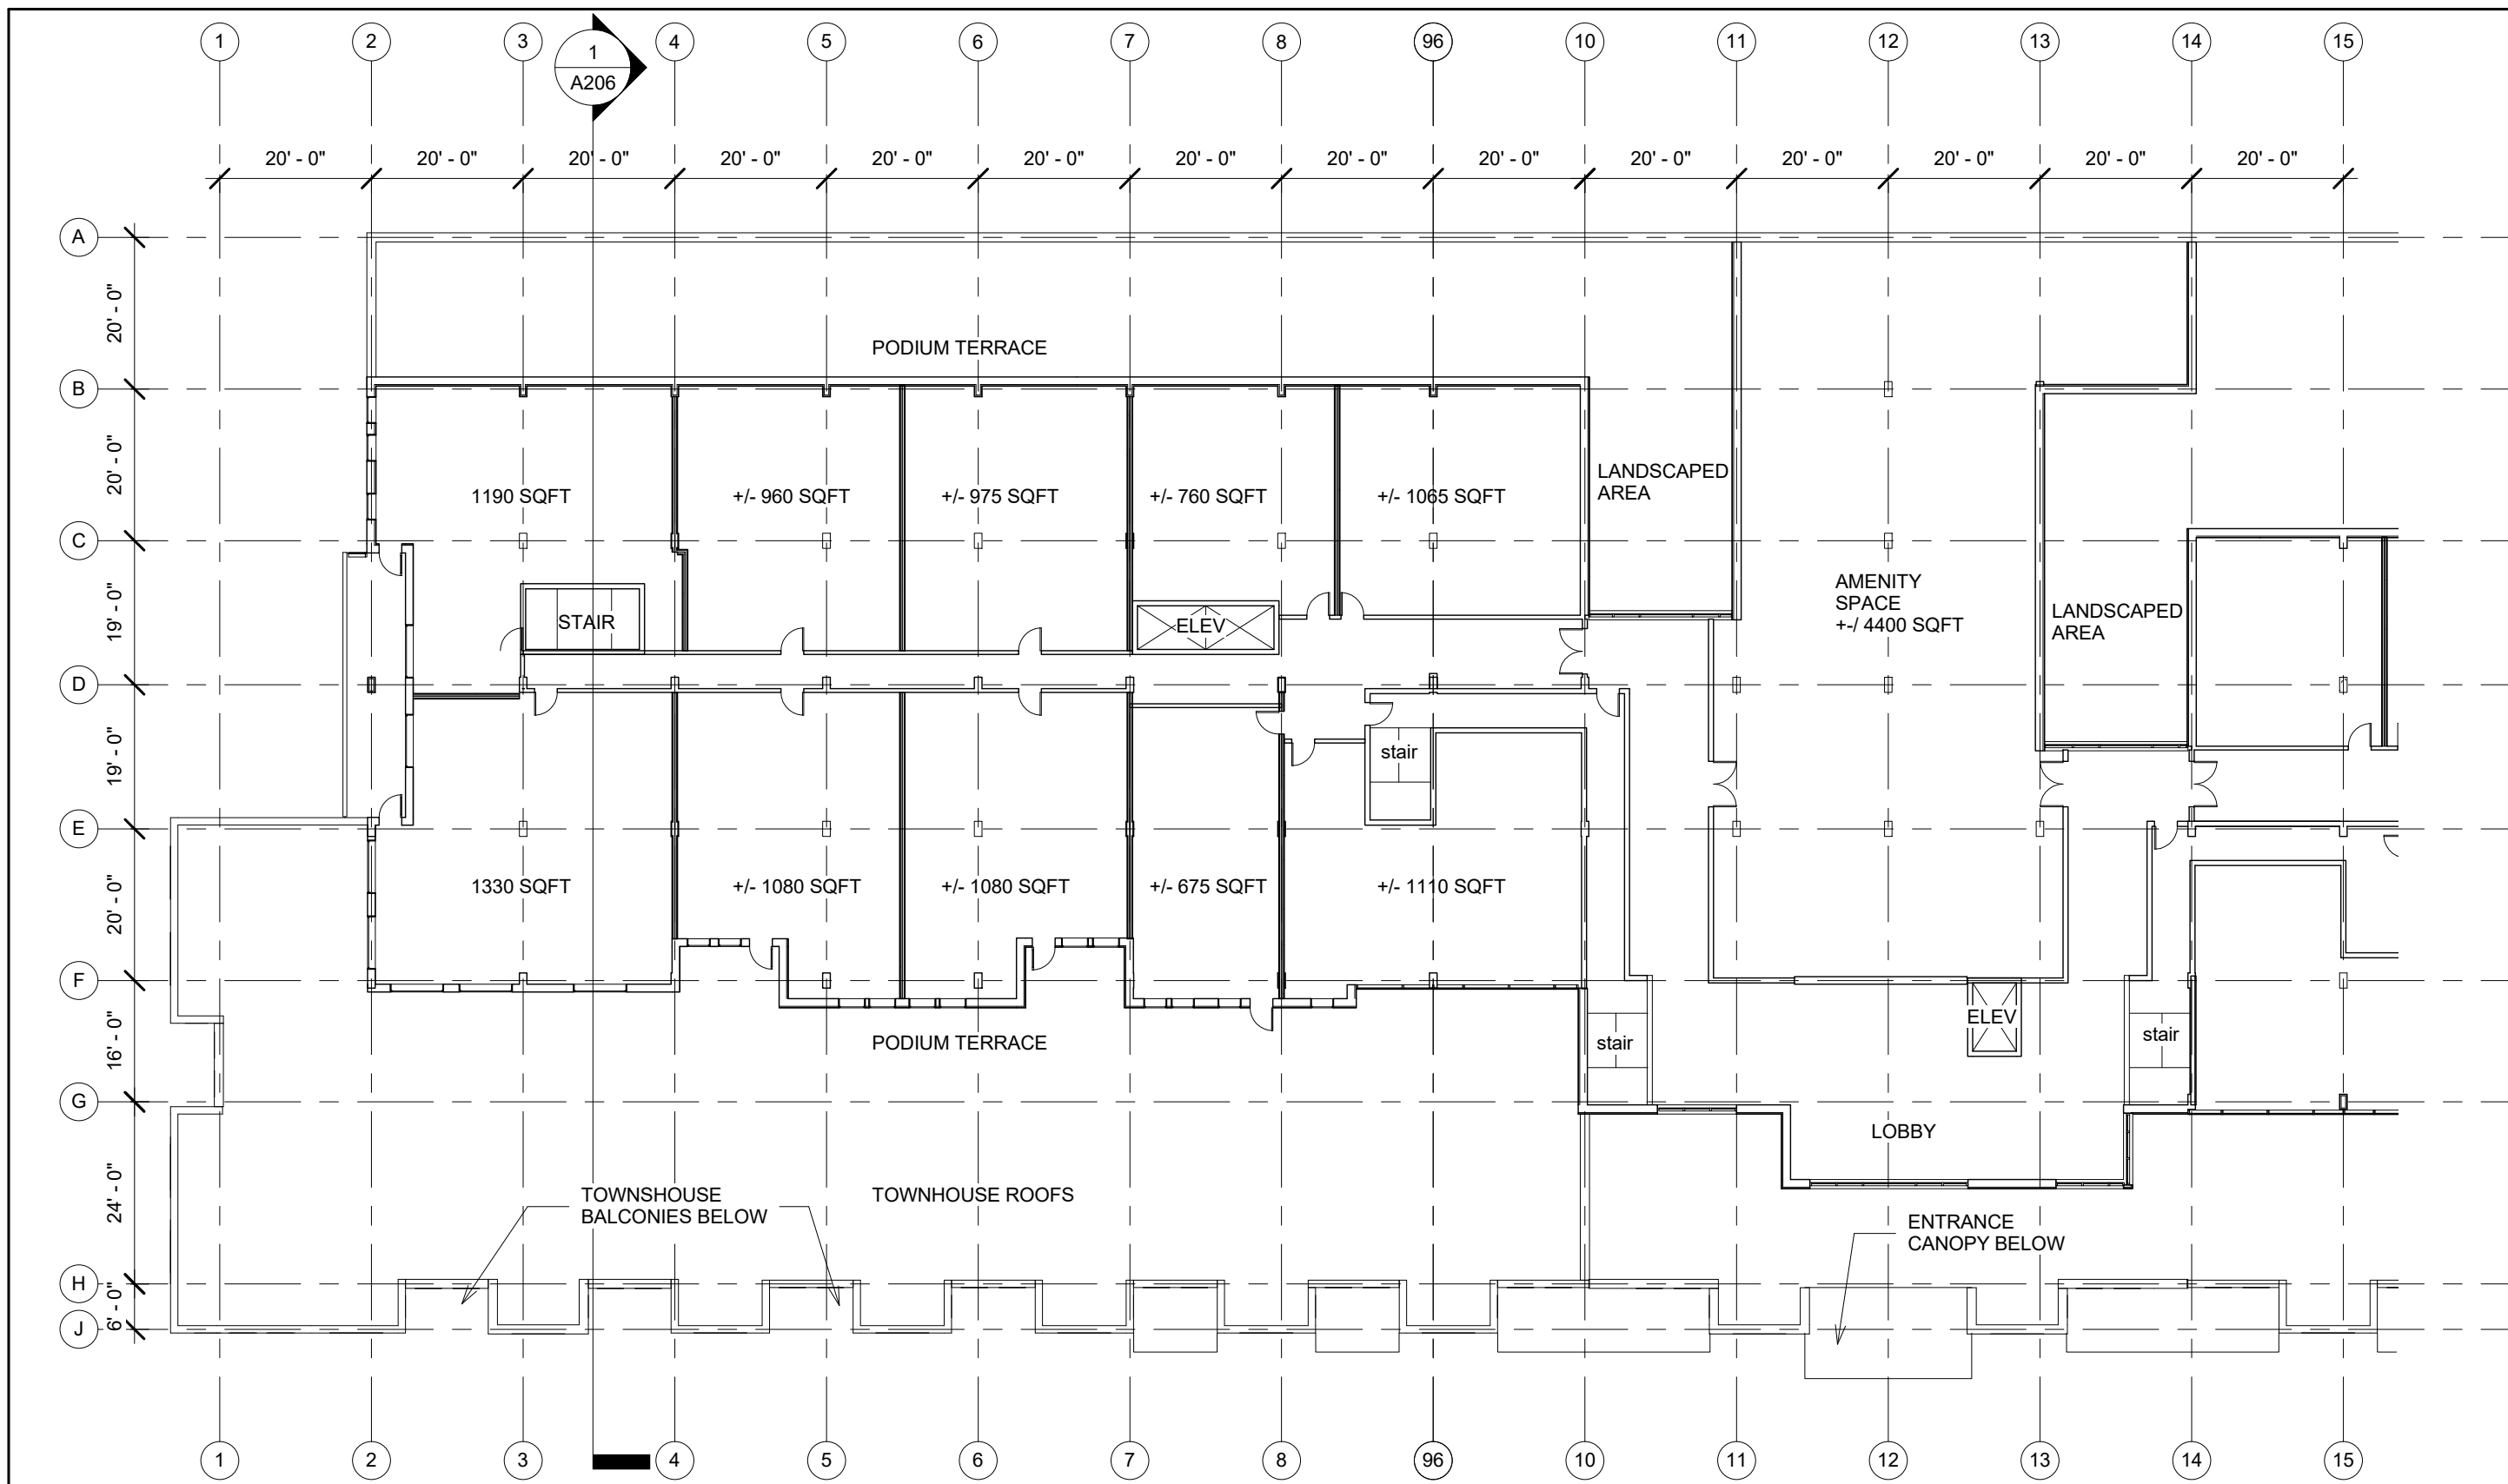 1 2 3 4 5 6 7 8 96 10 11 12 13 14 15
1
A206
20' - 0" 20' - 0" 20' - 0" 20' - 0" 20' - 0" 20' - 0" 20' - 0" 20' - 0" 20' - 0" 20' - 0" 20' - 0" 20' - 0" 20' - 0" 20' - 0"
A
20' - 0"
PODIUM TERRACE
B
20' - 0"
LANDSCAPED
AREA
1190 SQFT
+/- 960 SQFT
+/- 975 SQFT
+/- 760 SQFT
+/- 1065 SQFT
C
19' - 0"
AMENITY
SPACE
+-/ 4400 SQFT
LANDSCAPED
AREA
STAIR
ELEV
D
19' - 0"
stair
E
20' - 0"
1330 SQFT
+/- 1080 SQFT
+/- 1080 SQFT
+/- 675 SQFT
+/- 1110 SQFT
F
16' - 0"
PODIUM TERRACE
stair
ELEV
stair
G
24' - 0"
LOBBY
TOWNSHOUSE
BALCONIES BELOW
TOWNHOUSE ROOFS
ENTRANCE
CANOPY BELOW
H
6' - 0"
J
1 2 3 4 5 6 7 8 96 10 11 12 13 14 15